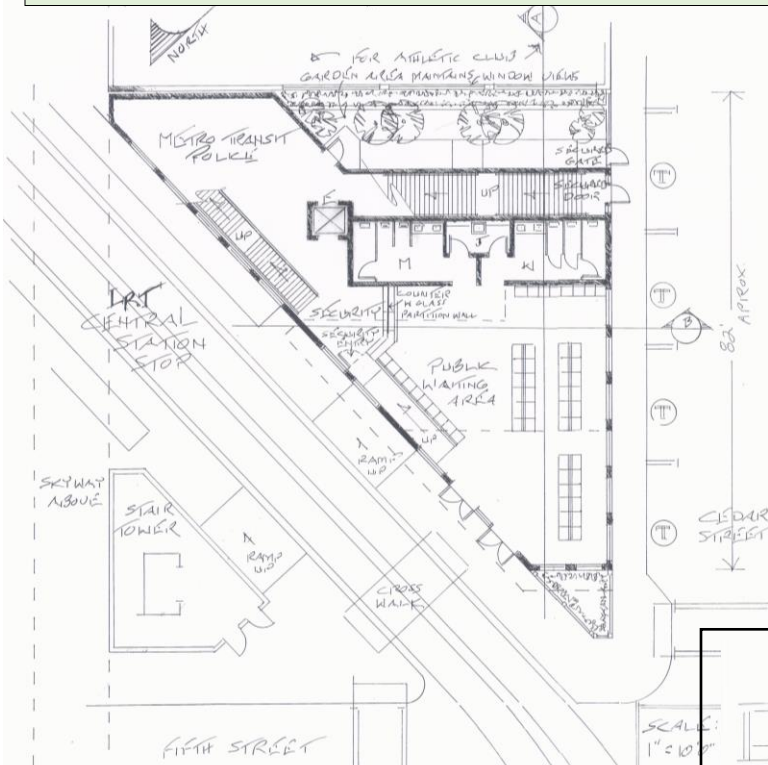 NORTH
A
FOR ATHLETIC CLUB
GARDEN AREA MAINTAINS WINDOW VIEWS
METRO TRANSIT
POLICE
SECURED
GATE
SECURED
DOOR
UP
E
UP
M
J
W
T
COUNTER
& GLASS
PARTITION WALL
SECURITY
SECURITY
ENTRY
LRT
CENTRAL
STATION
STOP
PUBLIC
WAITING
AREA
T
B
82' APROX.
UP
RAMP
UP
T
SKYWAY
ABOVE
STAIR
TOWER
RAMP
UP
CROSS
WALK
T
CEDAR
STREET
FIFTH STREET
SCALE:
1" = 10'0"